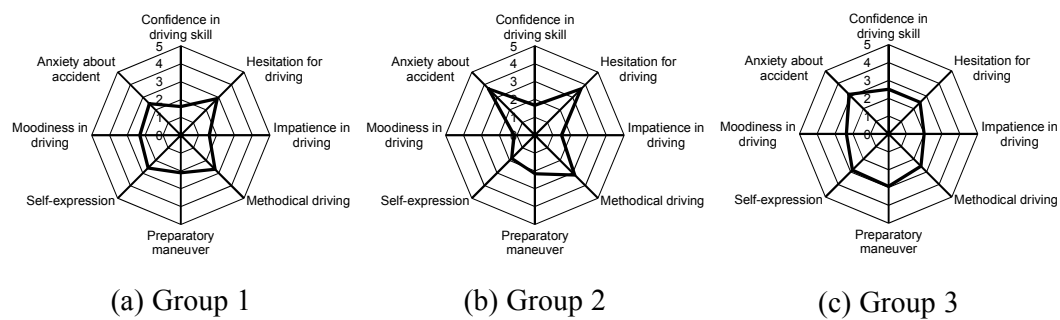 Confidence in
driving skill
5
4
3
2
1
0
Anxiety about
accident
Hesitation for
driving
Moodiness in
driving
Impatience in
driving
Self-expression
Methodical driving
Preparatory
maneuver
(a) Group 1
Confidence in
driving skill
5
4
3
2
1
0
Anxiety about
accident
Hesitation for
driving
Moodiness in
driving
Impatience in
driving
Self-expression
Methodical driving
Preparatory
maneuver
(b) Group 2
Confidence in
driving skill
5
4
3
2
1
0
Anxiety about
accident
Hesitation for
driving
Moodiness in
driving
Impatience in
driving
Self-expression
Methodical driving
Preparatory
maneuver
(c) Group 3